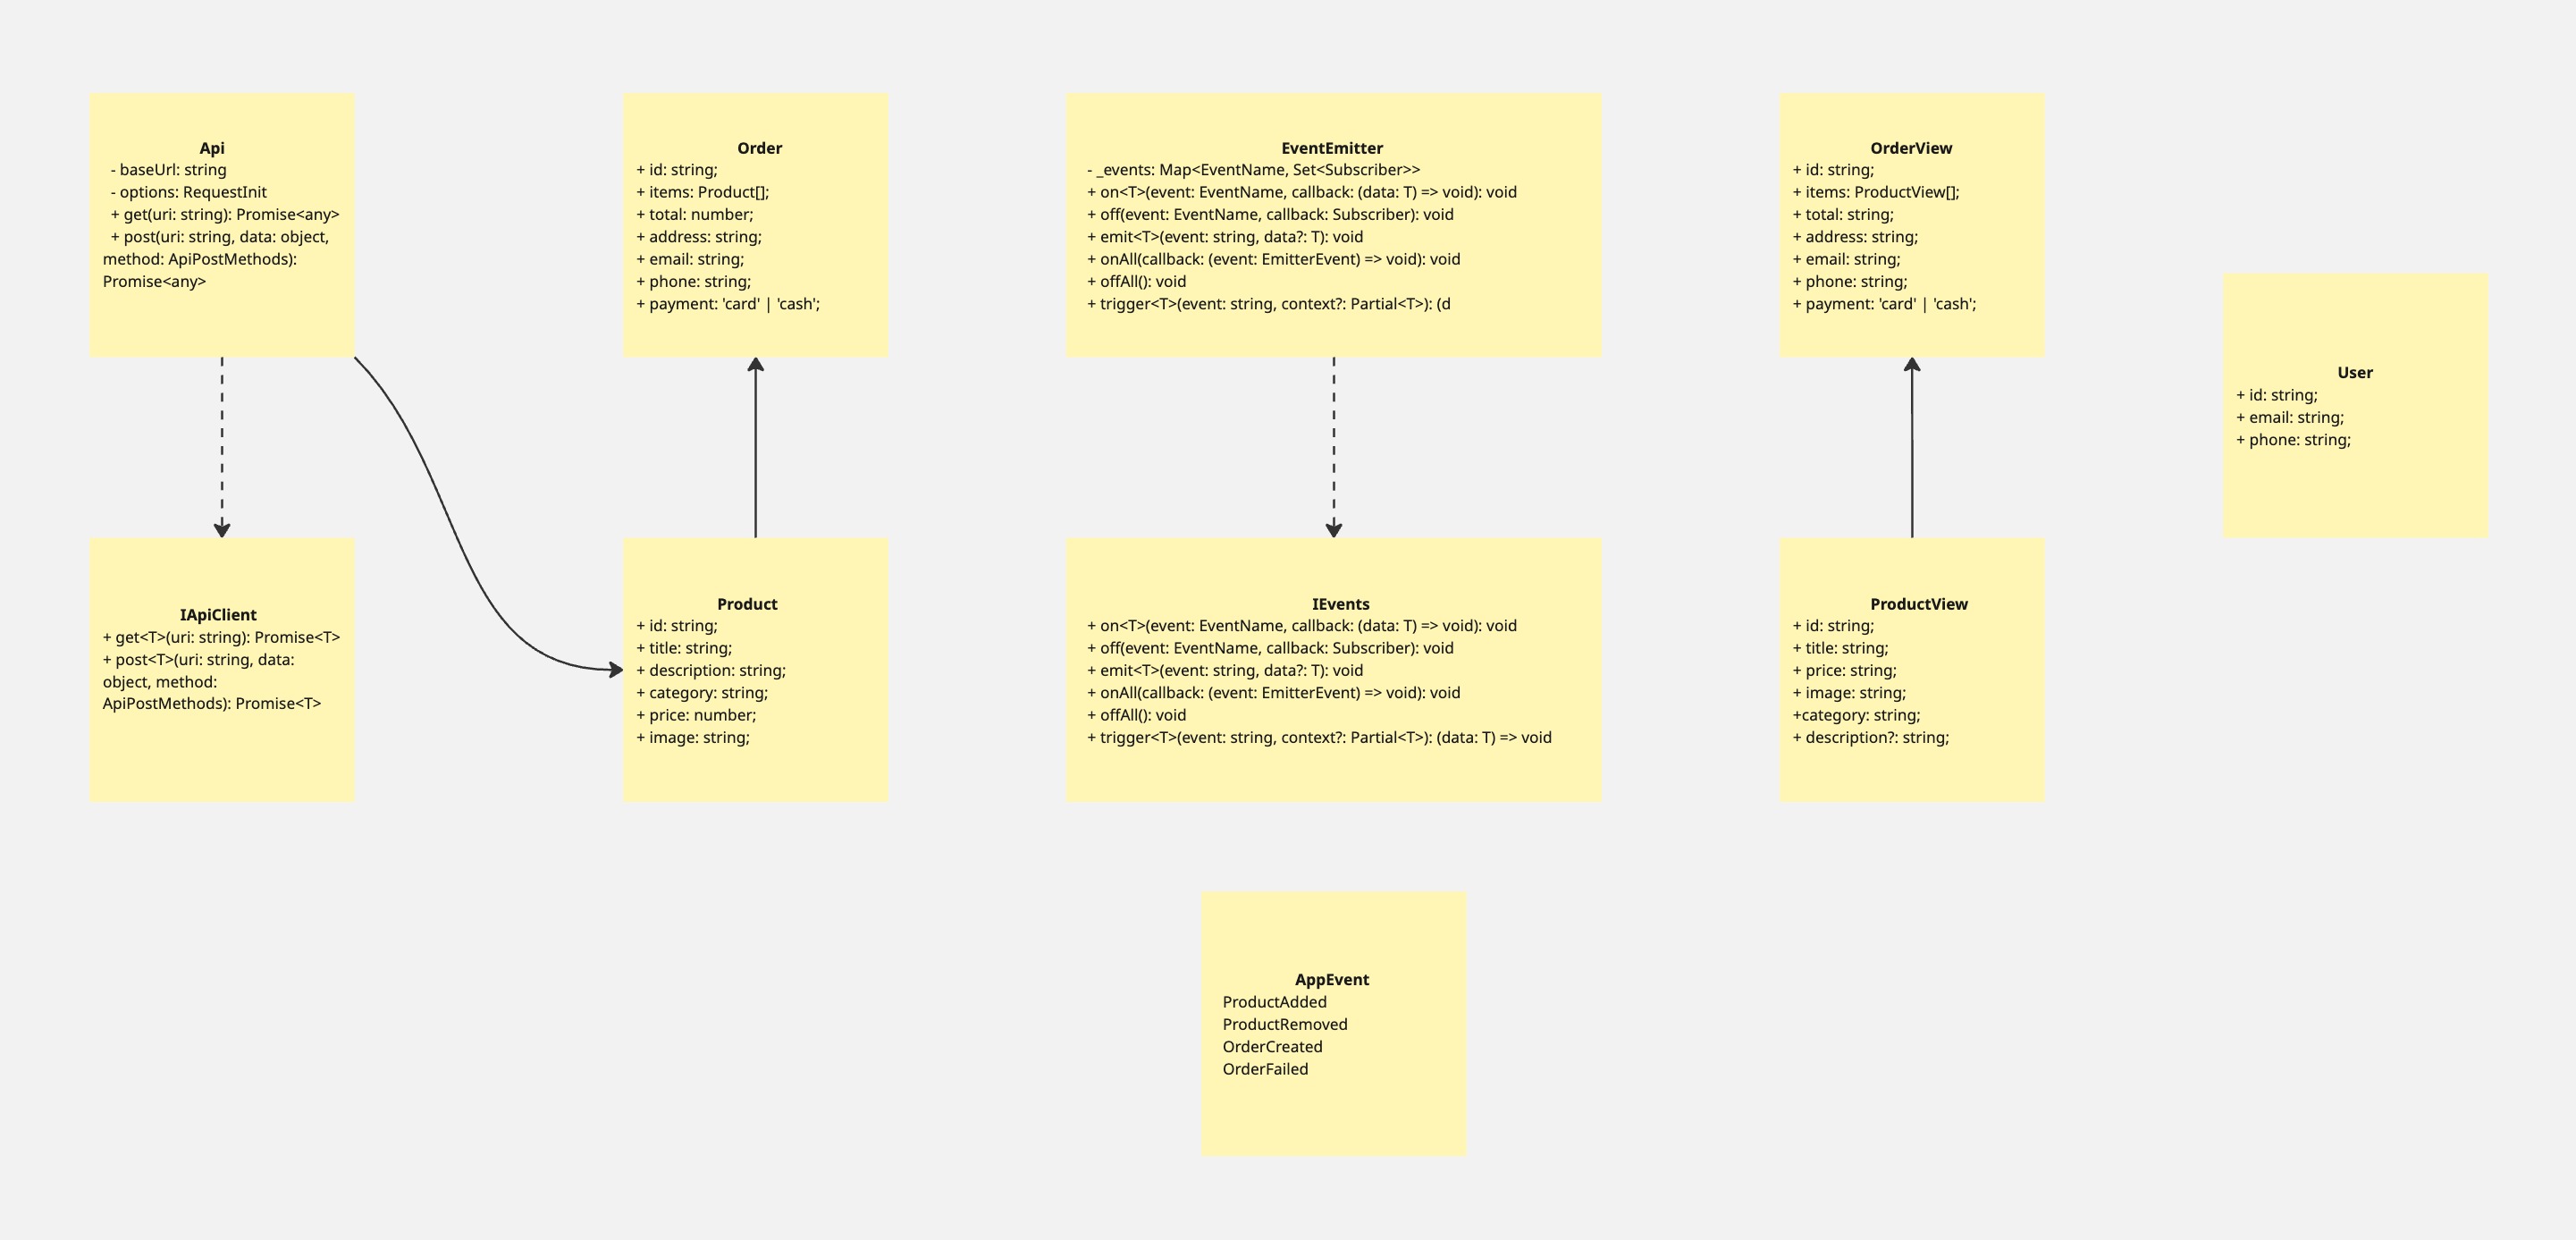 Api
- baseUrl: string
- options: RequestInit
+ get(uri: string): Promise<any>
+ post(uri: string, data: object,
method: ApiPostMethods):
Promise<any>
Order
+ id: string;
+ items: Product[];
+ total: number;
+ address: string;
+ email: string;
+ phone: string;
+ payment: 'card' | 'cash';
EventEmitter
- _events: Map<EventName, Set<Subscriber>>
+ on<T>(event: EventName, callback: (data: T) => void): void
+ off(event: EventName, callback: Subscriber): void
+ emit<T>(event: string, data?: T): void
+ onAll(callback: (event: EmitterEvent) => void): void
+ offAll(): void
+ trigger<T>(event: string, context?: Partial<T>): (d
OrderView
+ id: string;
+ items: ProductView[];
+ total: string;
+ address: string;
+ email: string;
+ phone: string;
+ payment: 'card' | 'cash';
User
+ id: string;
+ email: string;
+ phone: string;
IApiClient
+ get<T>(uri: string): Promise<T>
+ post<T>(uri: string, data:
object, method:
ApiPostMethods): Promise<T>
Product
+ id: string;
+ title: string;
+ description: string;
+ category: string;
+ price: number;
+ image: string;
IEvents
+ on<T>(event: EventName, callback: (data: T) => void): void
+ off(event: EventName, callback: Subscriber): void
+ emit<T>(event: string, data?: T): void
+ onAll(callback: (event: EmitterEvent) => void): void
+ offAll(): void
+ trigger<T>(event: string, context?: Partial<T>): (data: T) => void
ProductView
+ id: string;
+ title: string;
+ price: string;
+ image: string;
+category: string;
+ description?: string;
AppEvent
ProductAdded
ProductRemoved
OrderCreated
OrderFailed